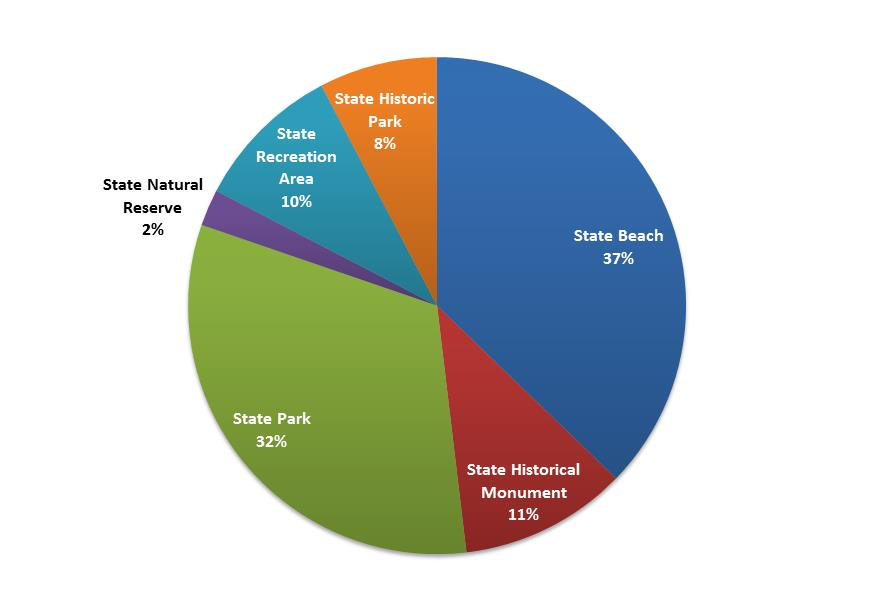 State Historic
Park
8%
State
Recreation
Area
10%
State Natural
Reserve
2%
State Beach
37%
State Park
32%
State Historical
Monument
11%